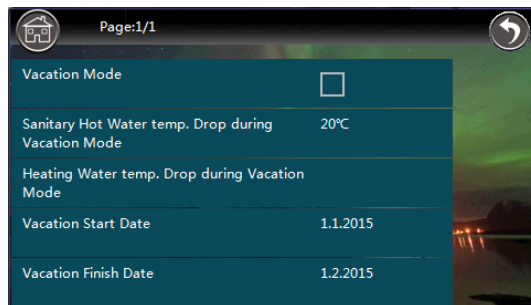 Page:1/1
Vacation Mode
Sanitary Hot Water temp. Drop during 20℃
Vacation Mode
Heating Water temp. Drop during Vacation
Mode
Vacation Start Date 1.1.2015
Vacation Finish Date 1.2.2015